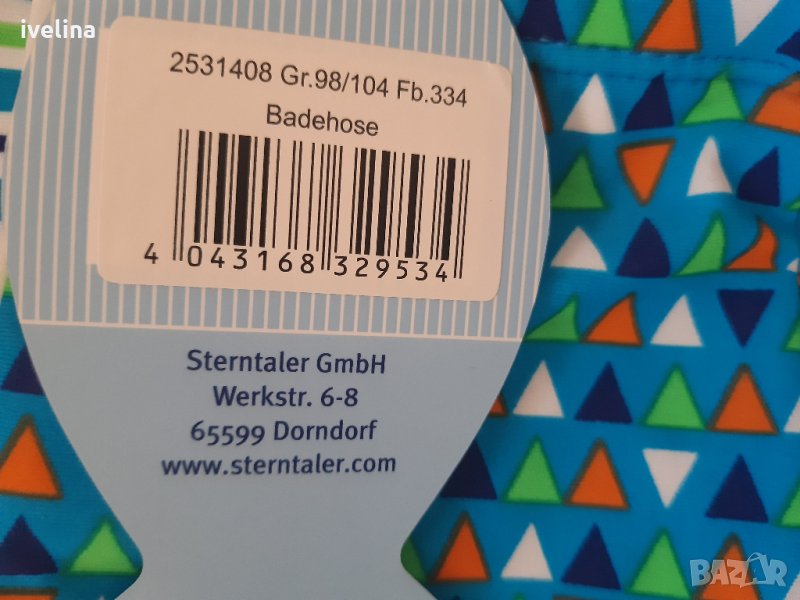 ivelina
2531408 Gr.98/104 Fb.334
Badehose
4 043168 329534
Sterntaler GmbH
Werkstr. 6-8
65599 Dorndorf
www.sterntaler.com
BAZAR